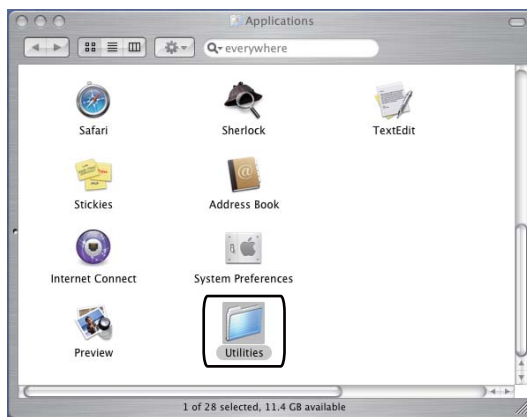 Applications
everywhere
Safari
Sherlock
TextEdit
Stickies
Address Book
Internet Connect
System Preferences
Preview
Utilities
1 of 28 selected, 11.4 GB available